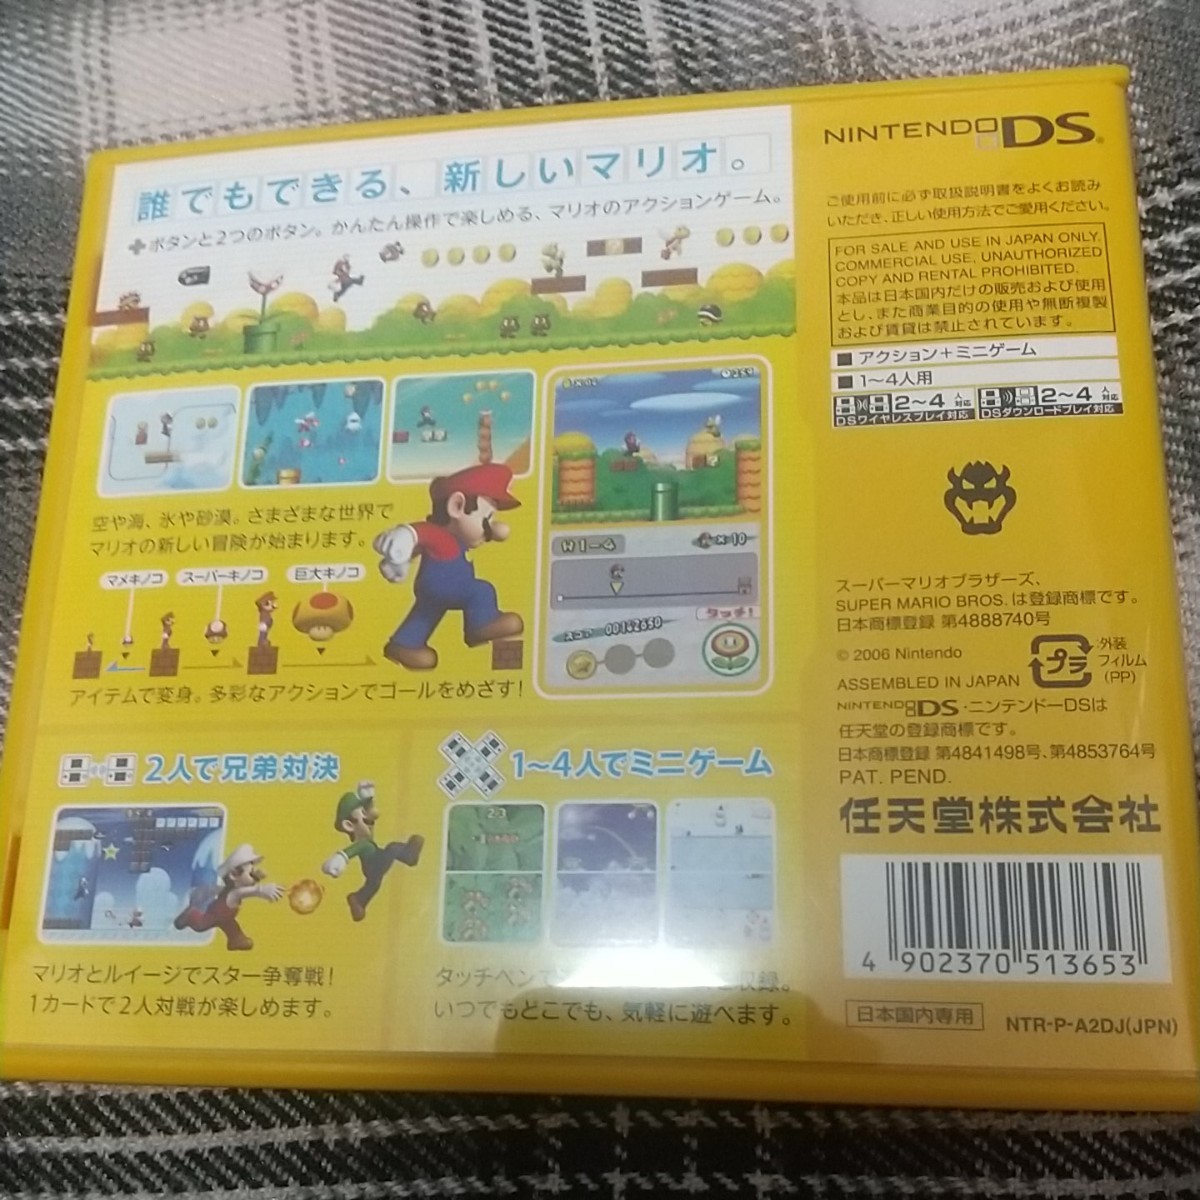 誰でもできる、新しいマリオ。
✚ボタンと2つのボタン。かんたん操作で楽しめる、マリオのアクションゲーム。
空や海、氷や砂漠。さまざまな世界で
マリオの新しい冒険が始まります。
マメキノコ
スーパーキノコ
巨大キノコ
アイテムで変身。多彩なアクションでゴールをめざす!
W1-4
×10
スコア 00142650
タッチ!
2人で兄弟対決
マリオとルイージでスター争奪戦!
1カードで2人対戦が楽しめます。
1〜4人でミニゲーム
23
タッチペンで
収録。
いつでもどこでも、気軽に遊べます。
NINTENDO DS®
ご使用前に必ず取扱説明書をよくお読み
いただき、正しい使用方法でご愛用ください。
FOR SALE AND USE IN JAPAN ONLY.
COMMERCIAL USE, UNAUTHORIZED
COPY AND RENTAL PROHIBITED.
本品は日本国内だけの販売および使用
とし、また商業目的の使用や無断複製
および賃貸は禁止されています。
■ アクション+ミニゲーム
■ 1〜4人用
2〜4人対応
DSワイヤレスプレイ対応
2〜4人対応
DSダウンロードプレイ対応
スーパーマリオブラザーズ、
SUPER MARIO BROS. は登録商標です。
日本商標登録 第4888740号
© 2006 Nintendo
ASSEMBLED IN JAPAN
プラ
外装
フィルム
(PP)
NINTENDO DS・ニンテンドーDSは
任天堂の登録商標です。
日本商標登録 第4841498号、第4853764号
PAT. PEND.
任天堂株式会社
4 902370 513653
日本国内専用
NTR-P-A2DJ(JPN)